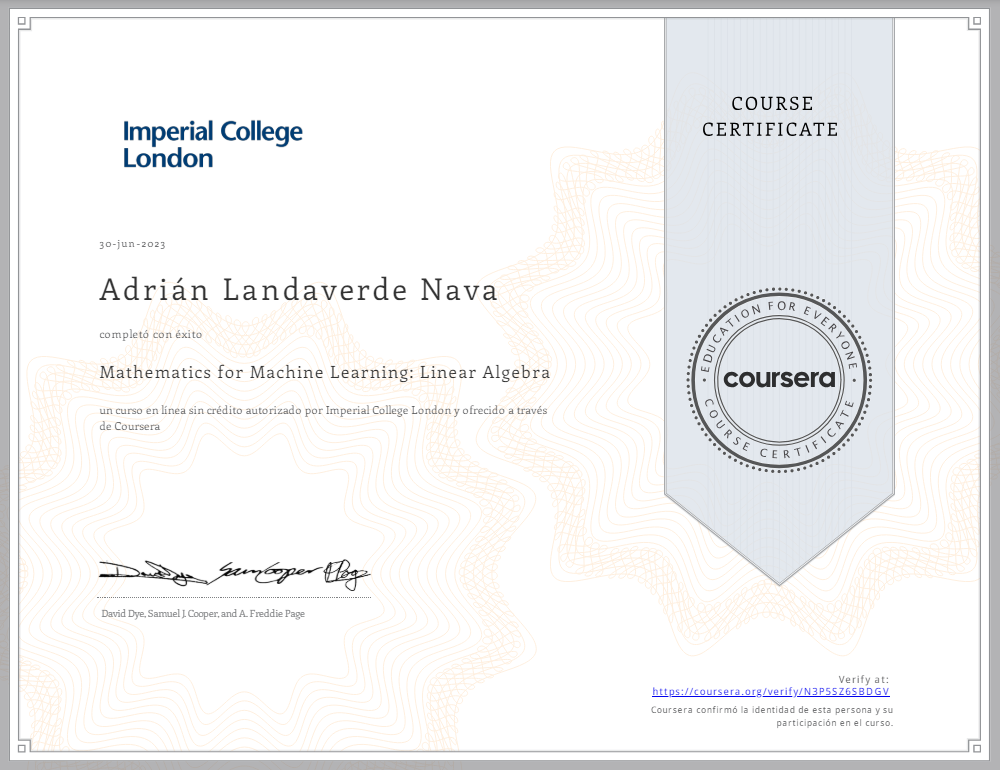 COURSE
CERTIFICATE
Imperial College
London
30-jun-2023
Adrián Landaverde Nava
completó con éxito
Mathematics for Machine Learning: Linear Algebra
un curso en línea sin crédito autorizado por Imperial College London y ofrecido a través
de Coursera
EDUCATION FOR EVERYONE
coursera
COURSE CERTIFICATE
David Dye, Samuel J. Cooper, and A. Freddie Page
Verify at:
https://coursera.org/verify/N3P5SZ6SBDGV
Coursera confirmó la identidad de esta persona y su
participación en el curso.